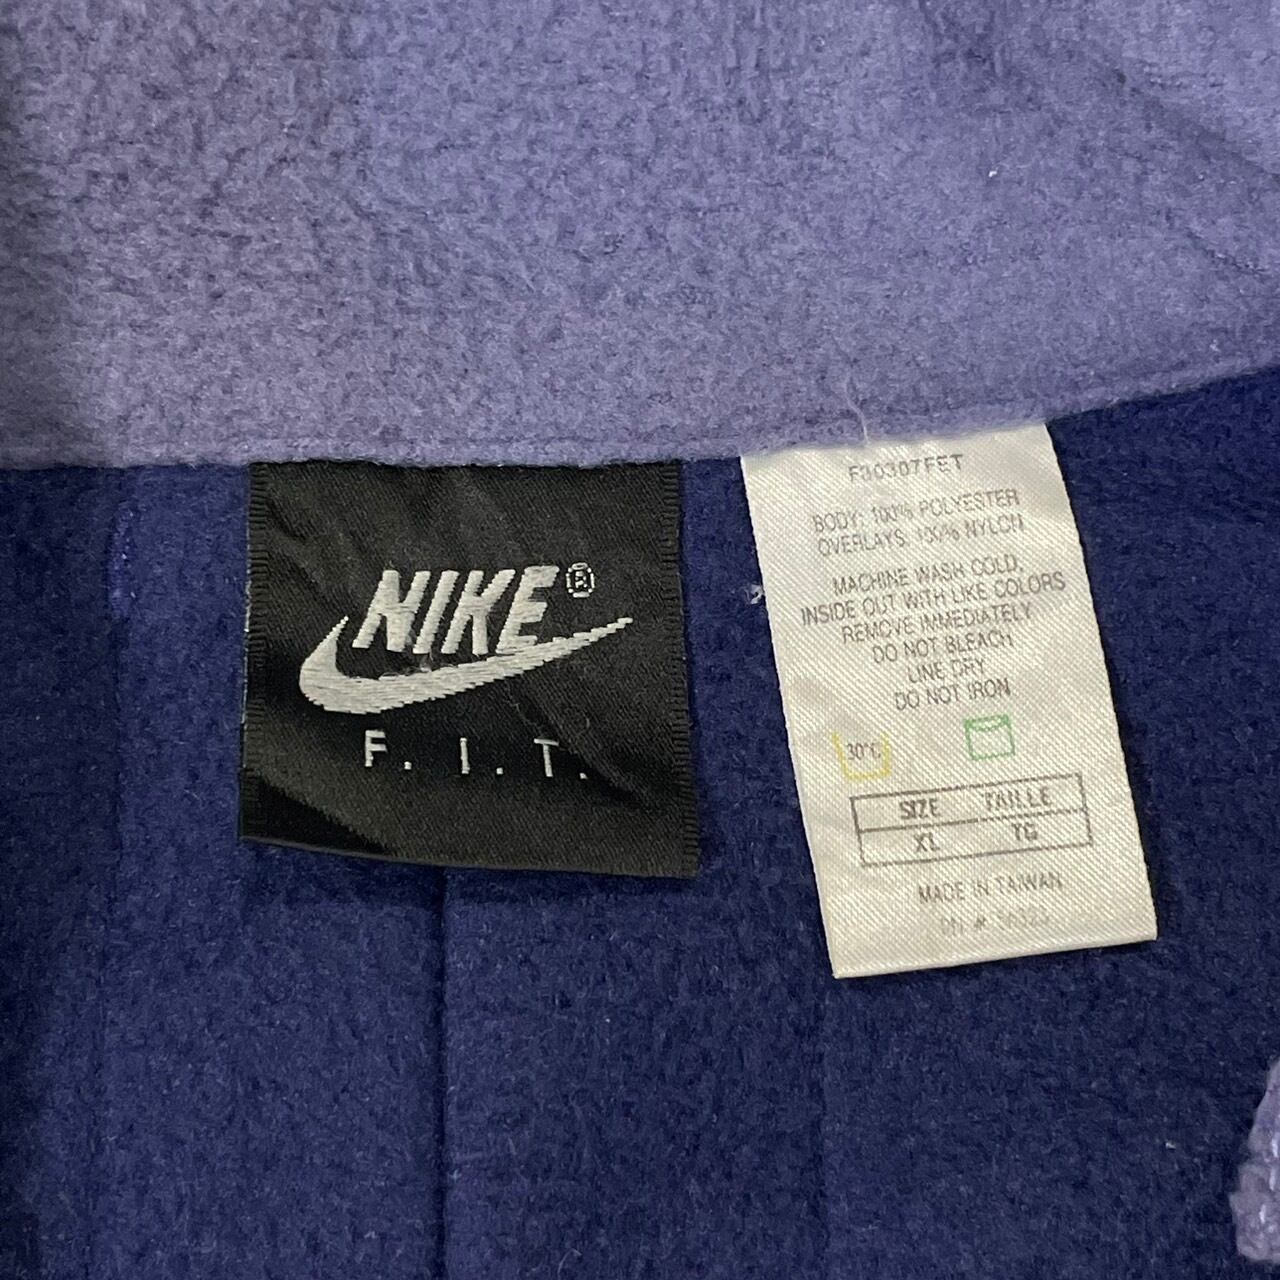 NIKE®
F.I.T.
F30307FET
BODY: 100% POLYESTER
OVERLAYS: 100% NYLON
MACHINE WASH COLD,
INSIDE OUT WITH LIKE COLORS
REMOVE IMMEDIATELY
DO NOT BLEACH
LINE DRY
DO NOT IRON
30°C
SIZE TAILLE
XL TG
MADE IN TAIWAN
#